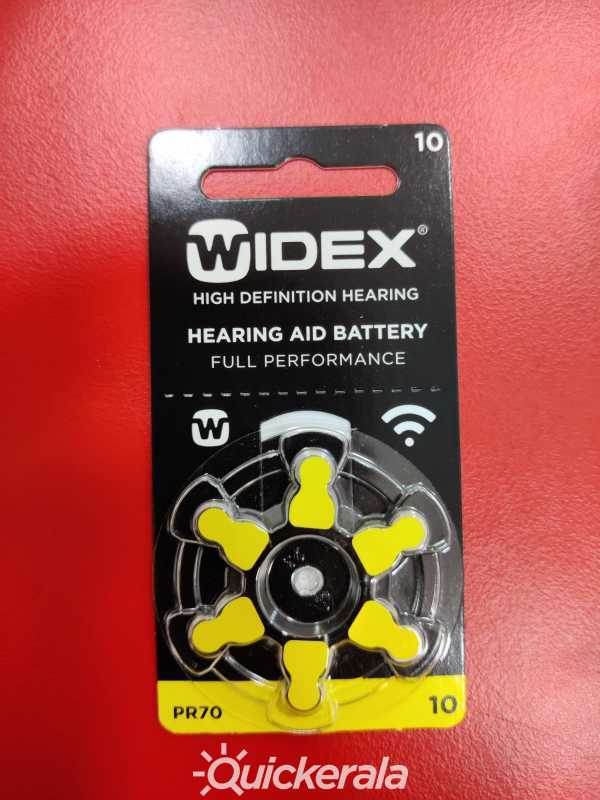 10
WIDEX®
HIGH DEFINITION HEARING
HEARING AID BATTERY
FULL PERFORMANCE
W
PR70
10
Quickerala